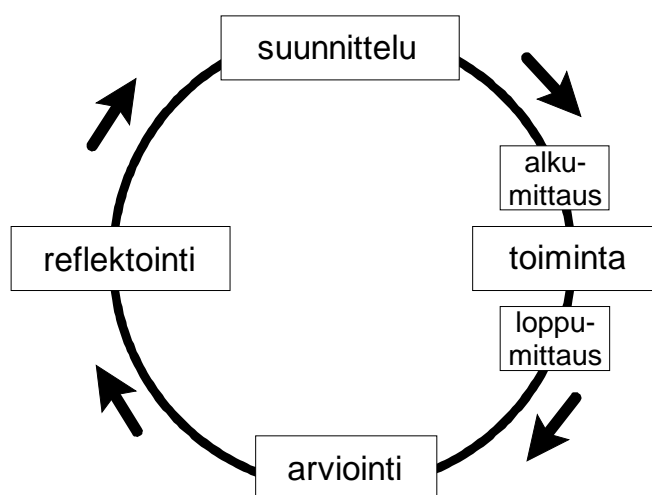 suunnittelu
alku-
mittaus
reflektointi
toiminta
loppu-
mittaus
arviointi